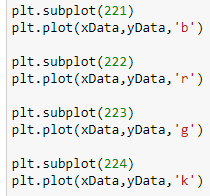 plt.subplot(221)
plt.plot(xData,yData,'b')
plt.subplot(222)
plt.plot(xData,yData,'r')
plt.subplot(223)
plt.plot(xData,yData,'g')
plt.subplot(224)
plt.plot(xData,yData,'k')